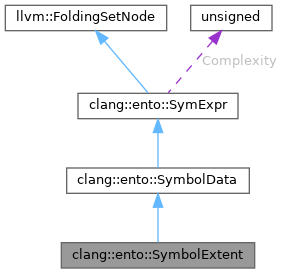 llvm::FoldingSetNode
unsigned
Complexity
clang::ento::SymExpr
clang::ento::SymbolData
clang::ento::SymbolExtent